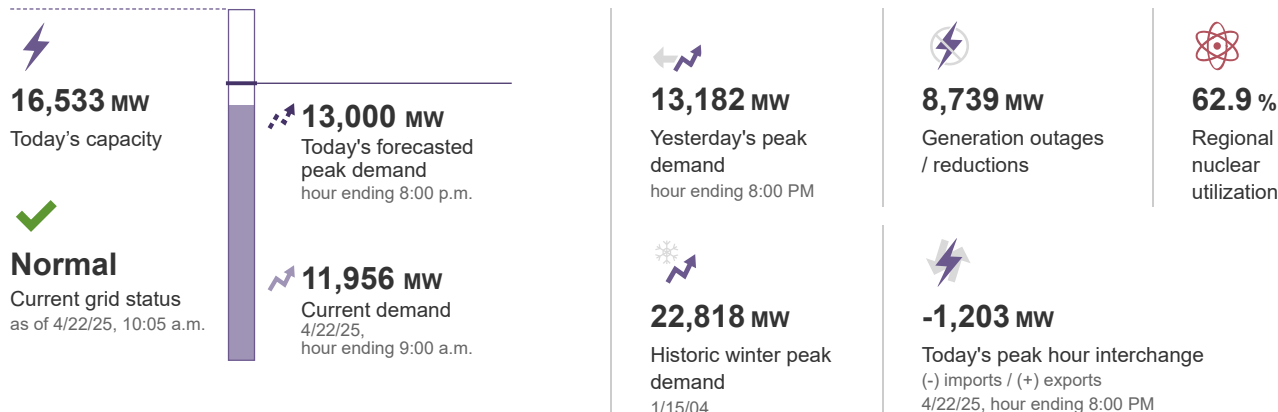 16,533 MW
Today's capacity
Normal
Current grid status
as of 4/22/25, 10:05 a.m.
13,000 MW
Today's forecasted
peak demand
hour ending 8:00 p.m.
11,956 MW
Current demand
4/22/25,
hour ending 9:00 a.m.
13,182 MW
Yesterday's peak
demand
hour ending 8:00 PM
8,739 MW
Generation outages
/ reductions
62.9 %
Regional
nuclear
utilization
22,818 MW
Historic winter peak
demand
1/15/04
-1,203 MW
Today's peak hour interchange
(-) imports / (+) exports
4/22/25, hour ending 8:00 PM